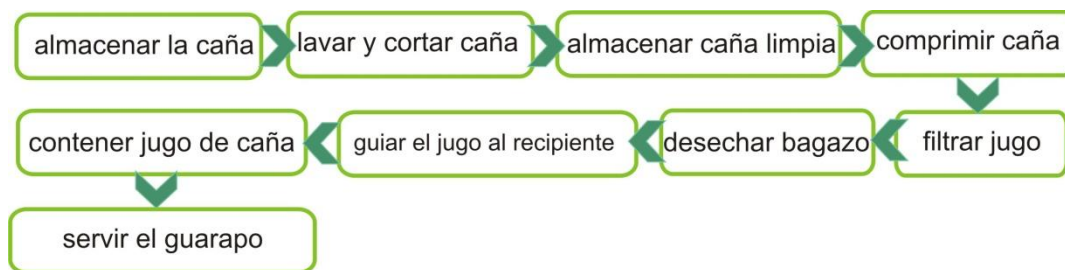 almacenar la caña
lavar y cortar caña
almacenar caña limpia
comprimir caña
filtrar jugo
desechar bagazo
guiar el jugo al recipiente
contener jugo de caña
servir el guarapo